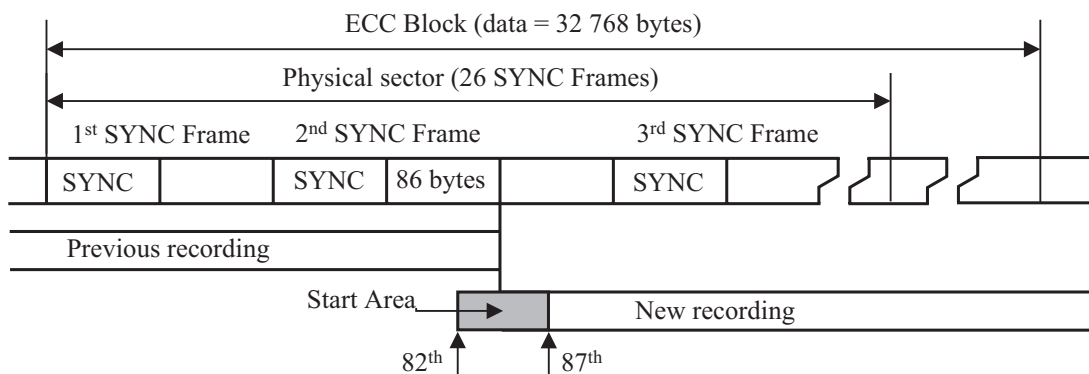 ECC Block (data = 32 768 bytes)
Physical sector (26 SYNC Frames)
1st SYNC Frame 2nd SYNC Frame 3rd SYNC Frame
SYNC SYNC 86 bytes SYNC
Previous recording
Start Area New recording
82th 87th